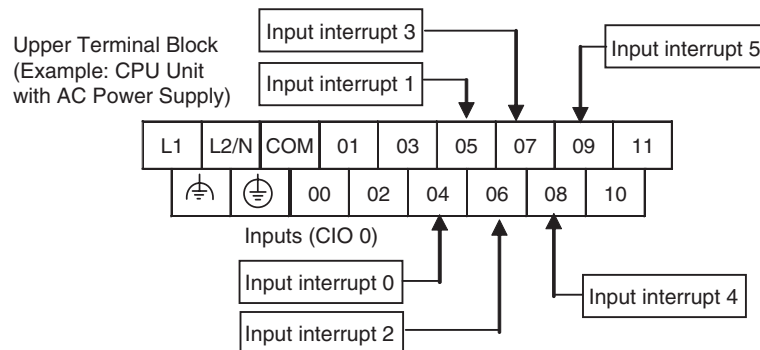 Upper Terminal Block
(Example: CPU Unit
with AC Power Supply)
Input interrupt 3
Input interrupt 1
Input interrupt 5
L1 L2/N COM 01 03 05 07 09 11
00 02 04 06 08 10
Inputs (CIO 0)
Input interrupt 0
Input interrupt 2
Input interrupt 4